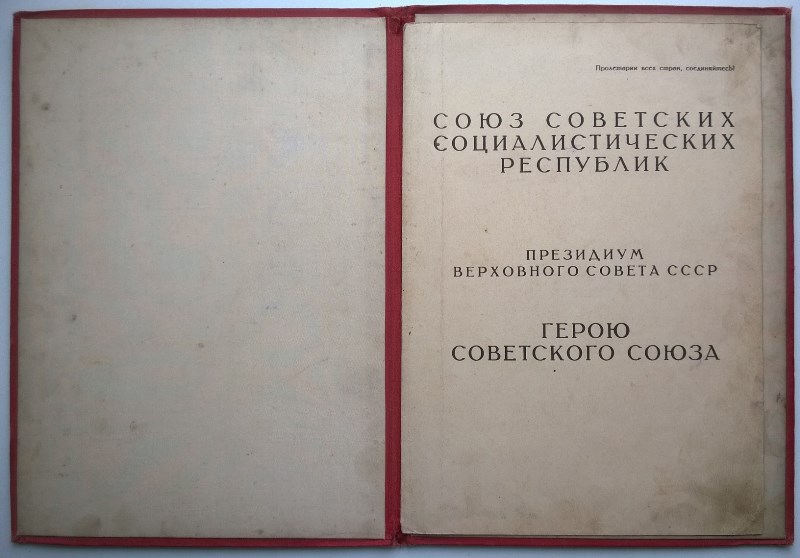 Пролетарии всех стран, соединяйтесь!
СОЮЗ СОВЕТСКИХ
СОЦИАЛИСТИЧЕСКИХ
РЕСПУБЛИК
ПРЕЗИДИУМ
ВЕРХОВНОГО СОВЕТА СССР
ГЕРОЮ
СОВЕТСКОГО СОЮЗА